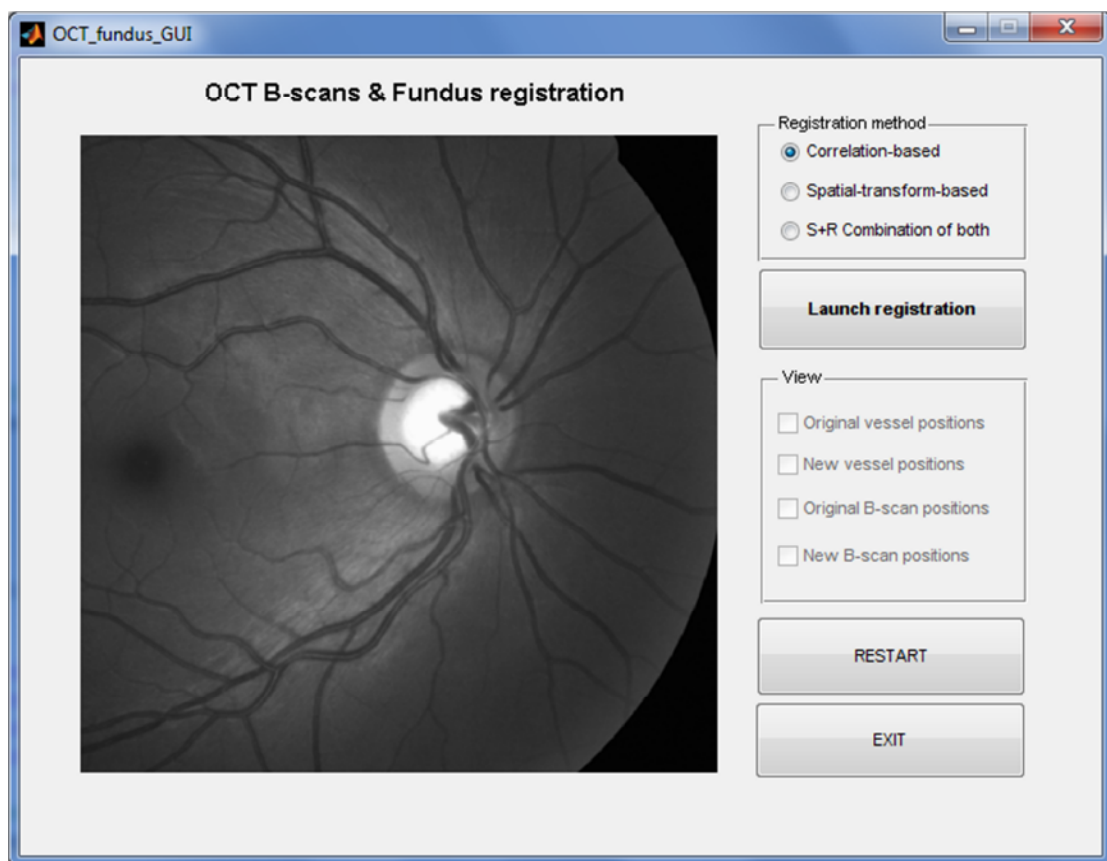 OCT_fundus_GUI
OCT B-scans & Fundus registration
Registration method
Correlation-based
Spatial-transform-based
S+R Combination of both
Launch registration
View
Original vessel positions
New vessel positions
Original B-scan positions
New B-scan positions
RESTART
EXIT